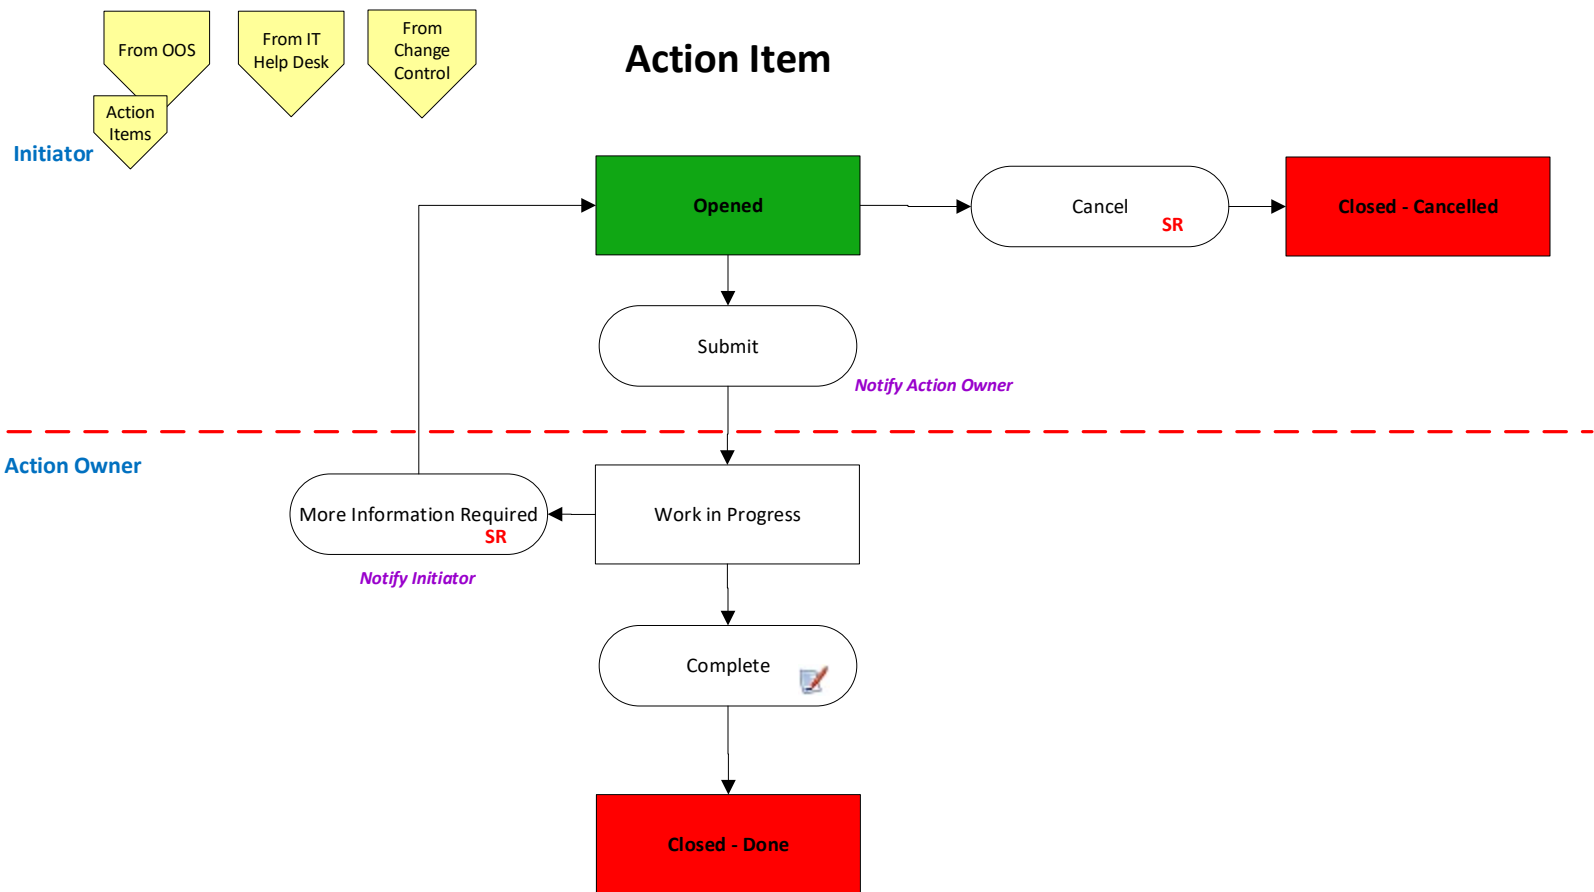 From OOS
From IT
Help Desk
From
Change
Control
Action Item
Action
Items
Initiator
Opened
Cancel
SR
Closed - Cancelled
Submit
Notify Action Owner
Action Owner
More Information Required
SR
Work in Progress
Notify Initiator
Complete
Closed - Done